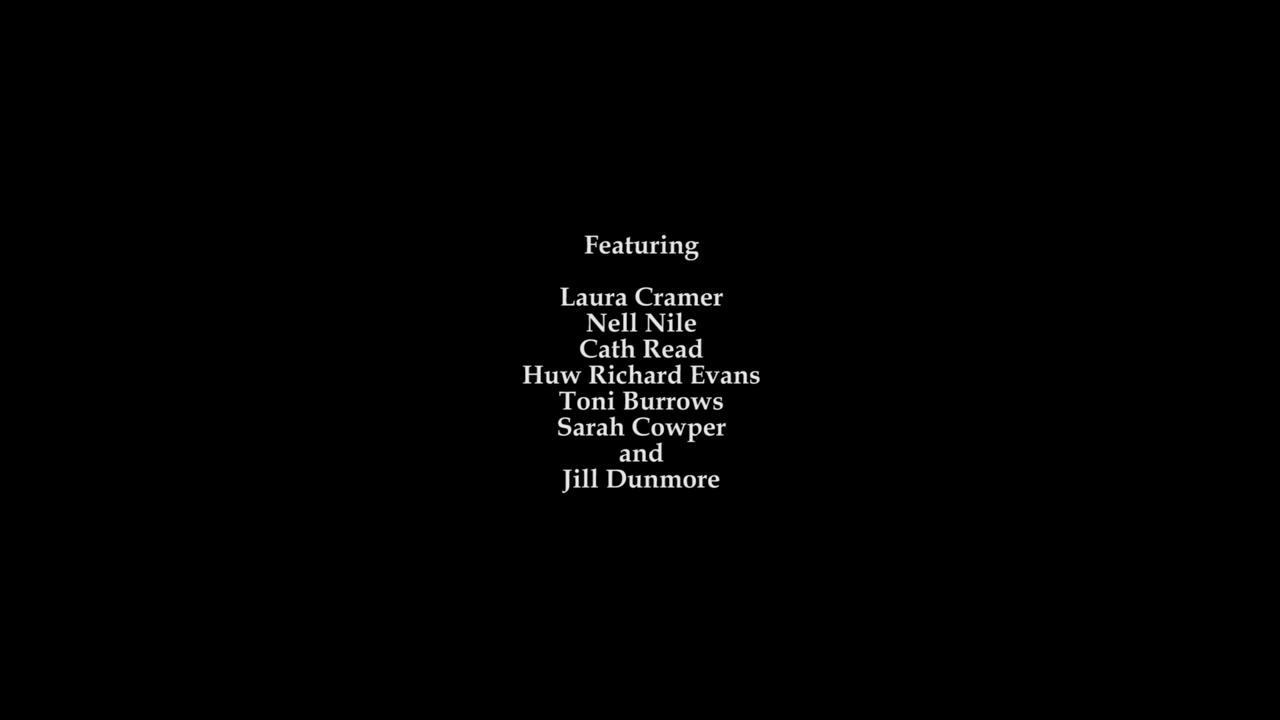 Featuring
Laura Cramer
Nell Nile
Cath Read
Huw Richard Evans
Toni Burrows
Sarah Cowper
and
Jill Dunmore